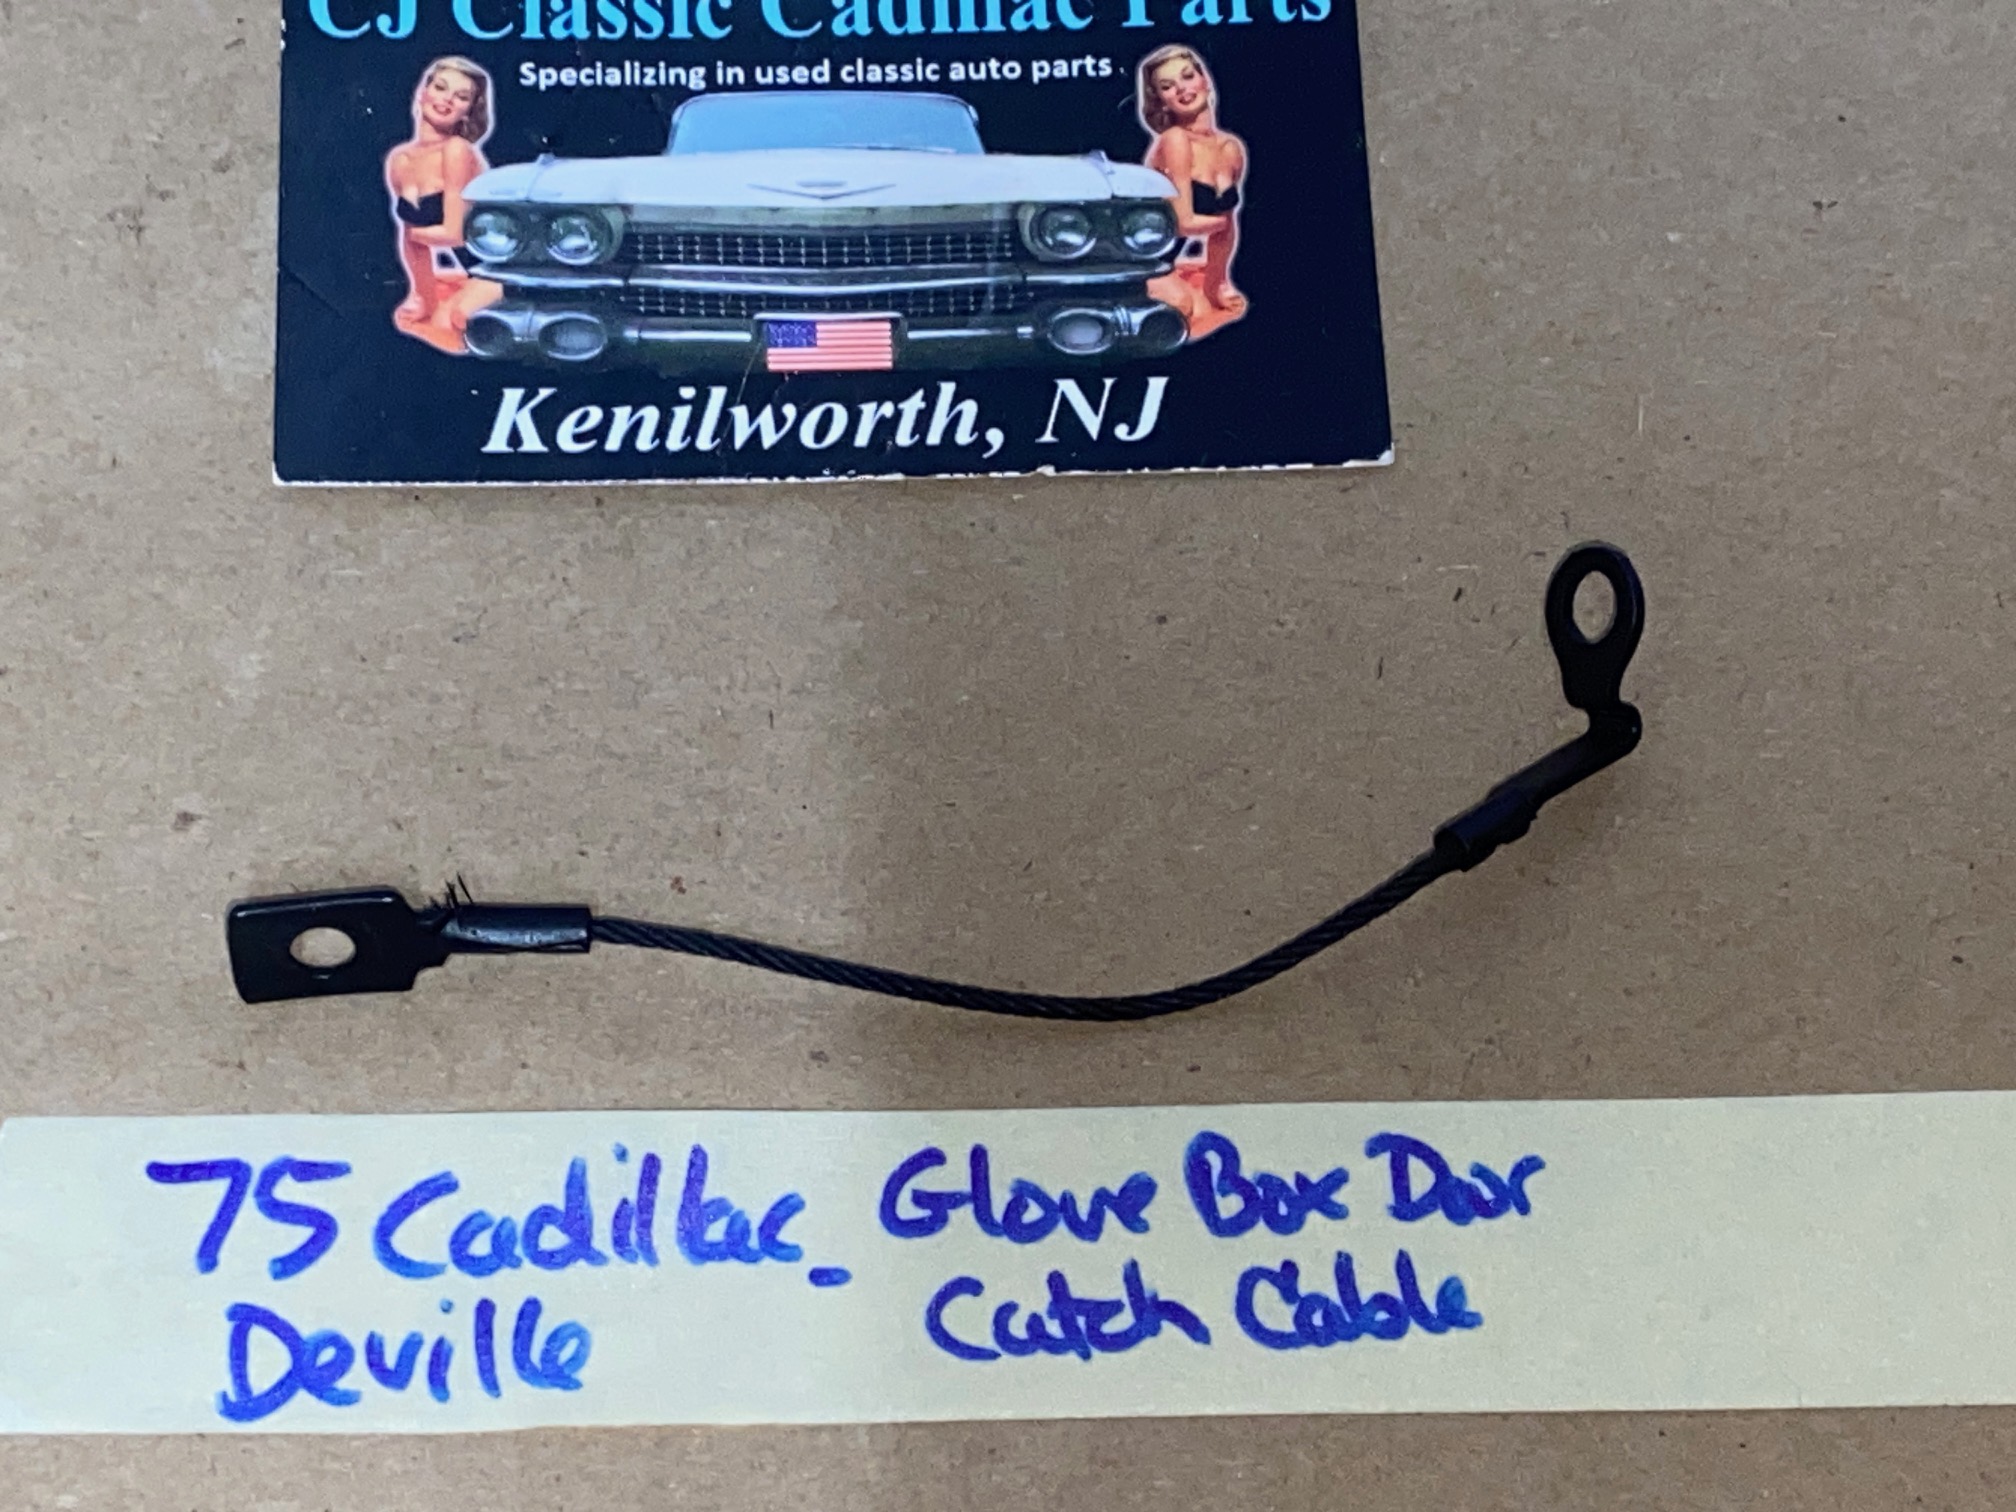 CJ Classic Cadillac Parts
Specializing in used classic auto parts
Kenilworth, NJ
75 Cadillac -
Deville
Glove Box Door
Catch Cable